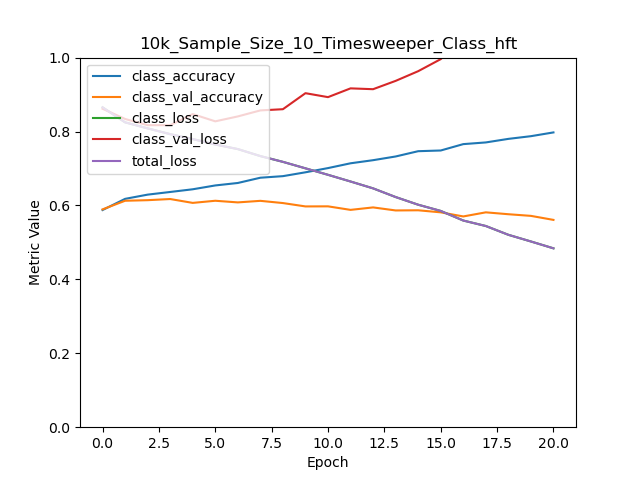 10k_Sample_Size_10_Timesweeper_Class_hft
class_accuracy
class_val_accuracy
class_loss
class_val_loss
total_loss
Metric Value
1.0
0.8
0.6
0.4
0.2
0.0
0.0 2.5 5.0 7.5 10.0 12.5 15.0 17.5 20.0
Epoch